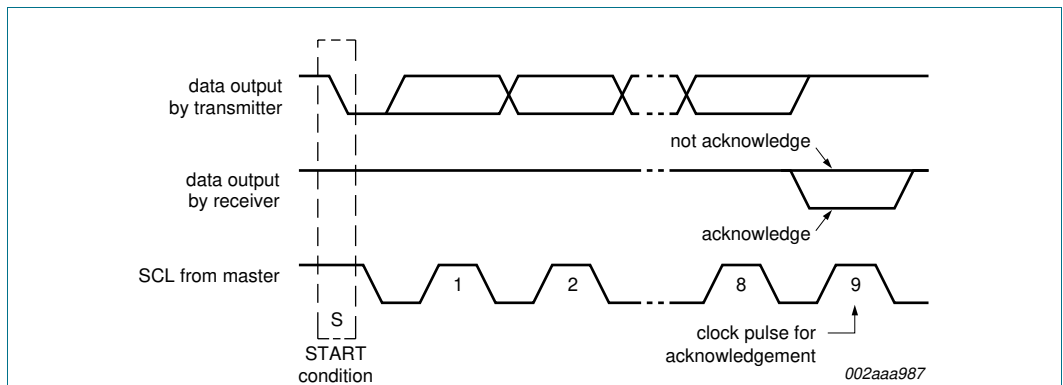 data output
by transmitter
not acknowledge
data output
by receiver
acknowledge
SCL from master
1
2
8
9
S
START
condition
clock pulse for
acknowledgement
002aaa987